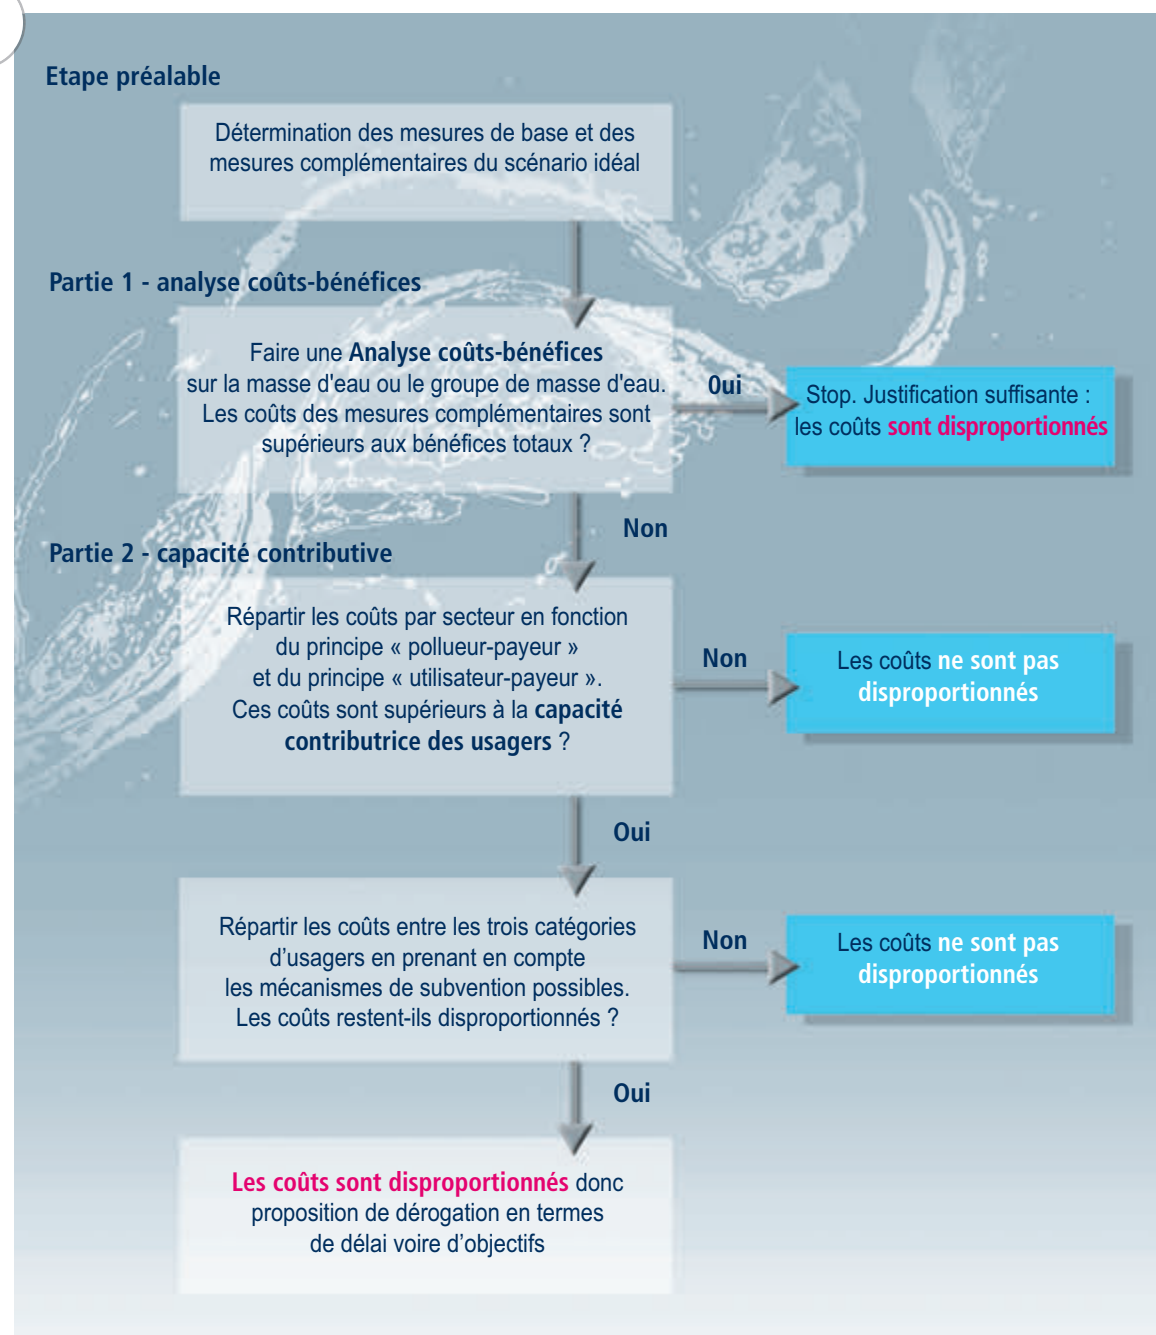 Etape préalable
Détermination des mesures de base et des
mesures complémentaires du scénario idéal
Partie 1 - analyse coûts-bénéfices
Faire une Analyse coûts-bénéfices
sur la masse d'eau ou le groupe de masse d'eau.
Les coûts des mesures complémentaires sont
supérieurs aux bénéfices totaux ?
Oui
Stop. Justification suffisante :
les coûts sont disproportionnés
Non
Partie 2 - capacité contributive
Répartir les coûts par secteur en fonction
du principe « pollueur-payeur »
et du principe « utilisateur-payeur ».
Ces coûts sont supérieurs à la capacité
contributrice des usagers ?
Non
Les coûts ne sont pas
disproportionnés
Oui
Répartir les coûts entre les trois catégories
d’usagers en prenant en compte
les mécanismes de subvention possibles.
Les coûts restent-ils disproportionnés ?
Non
Les coûts ne sont pas
disproportionnés
Oui
Les coûts sont disproportionnés donc
proposition de dérogation en termes
de délai voire d’objectifs